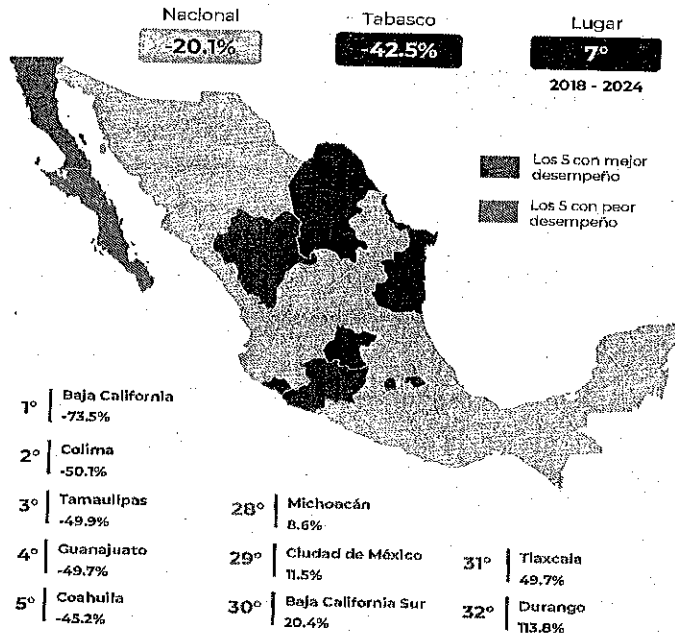 Nacional
-20.1%
Tabasco
-42.5%
Lugar
7°
2018 - 2024
Los 5 con mejor
desempeño
Los 5 con peor
desempeño
1° Baja California
-73.5%
2° Colima
-50.1%
3° Tamaulipas
-49.9%
4° Guanajuato
-49.7%
5° Coahuila
-45.2%
28° Michoacán
8.6%
29° Ciudad de México
11.5%
30° Baja California Sur
20.4%
31° Tlaxcala
49.7%
32° Durango
113.8%